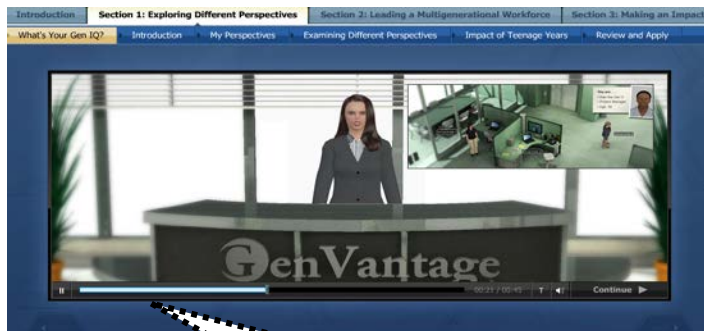 Introduction Section 1: Exploring Different Perspectives Section 2: Leading a Multigenerational Workforce Section 3: Making an Impact
What's Your Gen IQ? Introduction My Perspectives Examining Different Perspectives Impact of Teenage Years Review and Apply
GenVantage
00:21 / 00:45 T Continue